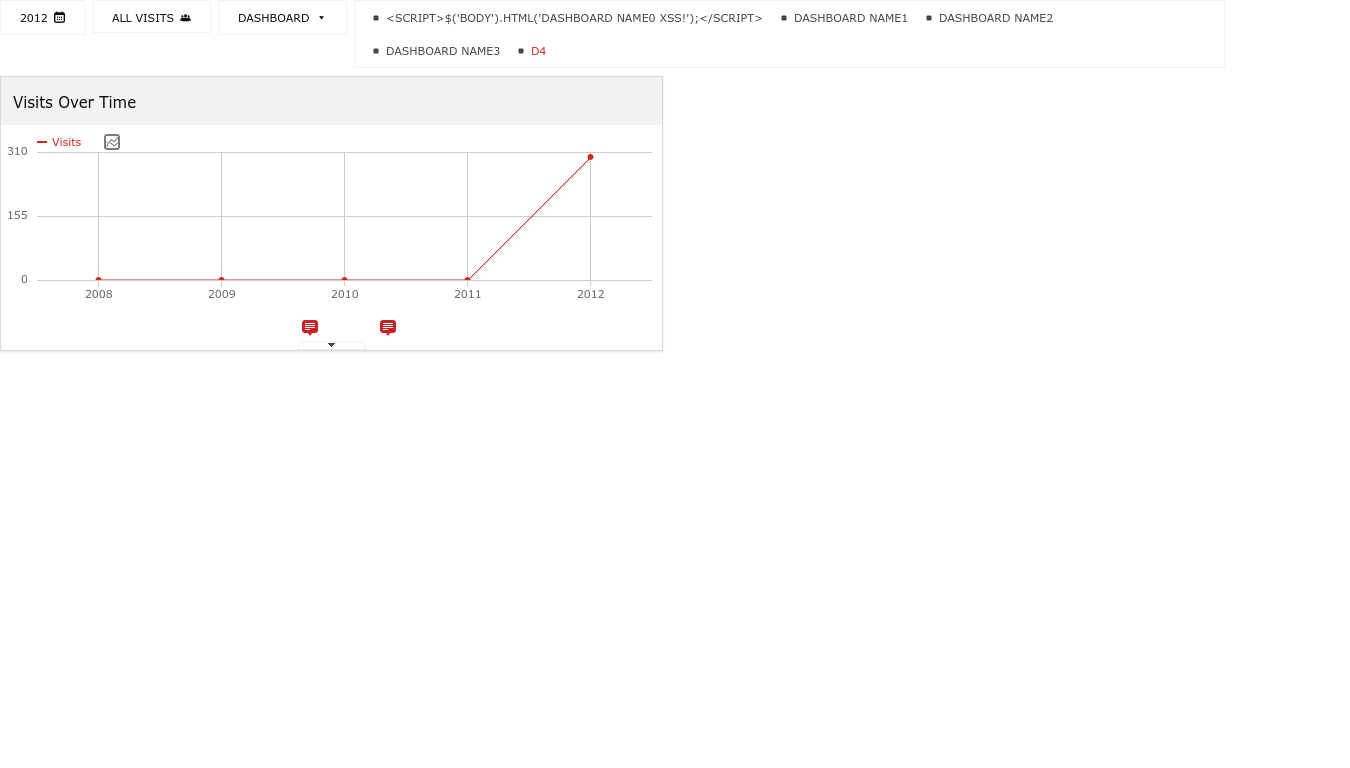 2012
ALL VISITS
DASHBOARD
<SCRIPT>$('BODY').HTML('DASHBOARD NAME0 XSS!');</SCRIPT>
DASHBOARD NAME1
DASHBOARD NAME2
DASHBOARD NAME3
D4
Visits Over Time
Visits
310
155
0
2008 2009 2010 2011 2012